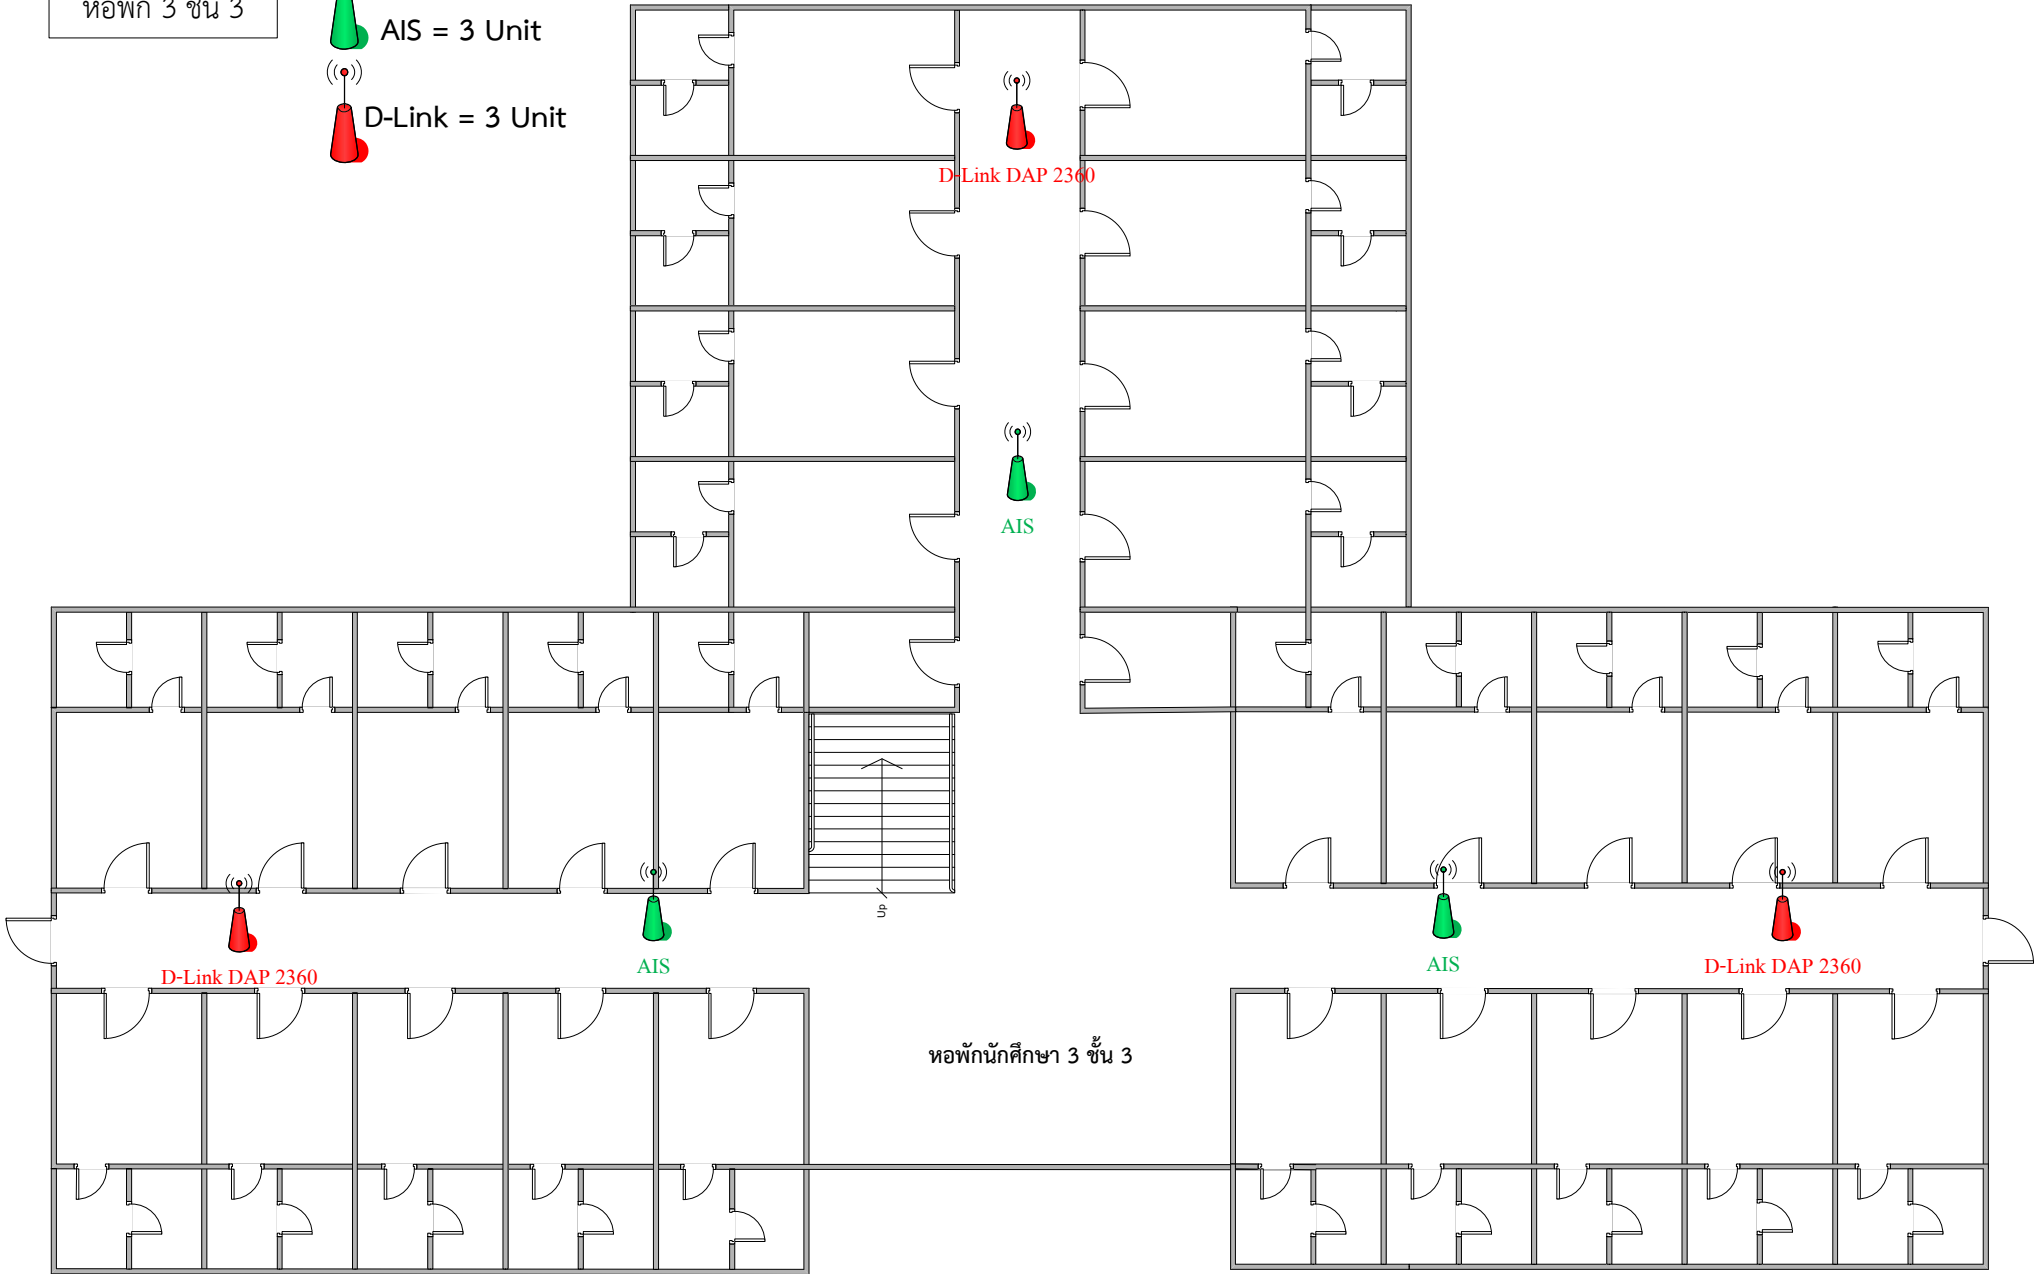 หอพัก 3 ชั้น 3
AIS = 3 Unit
D-Link = 3 Unit
D-Link DAP 2360
AIS
Up
D-Link DAP 2360
AIS
AIS
D-Link DAP 2360
หอพักนักศึกษา 3 ชั้น 3